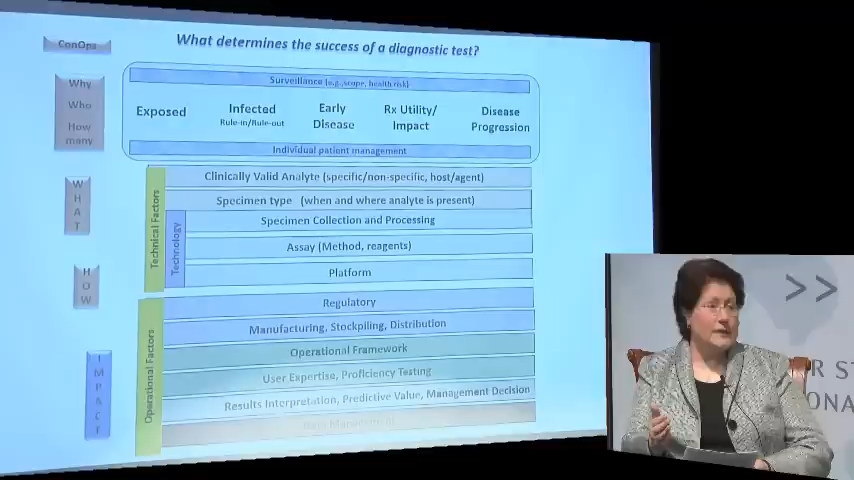 What determines the success of a diagnostic test?
ConOps
Why
Who
How
many
Surveillance (e.g., scope, health risk)
Exposed
Infected
Rule-in/Rule-out
Early
Disease
Rx Utility/
Impact
Disease
Progression
Individual patient management
WHAT
HOW
IMPACT
Technical Factors
Technology
Clinically Valid Analyte (specific/non-specific, host/agent)
Specimen type (when and where analyte is present)
Specimen Collection and Processing
Assay (Method, reagents)
Platform
Operational Factors
Regulatory
Manufacturing, Stockpiling, Distribution
Operational Framework
User Expertise, Proficiency Testing
Results Interpretation, Predictive Value, Management Decision
Data Management
>>
R ST
ONA